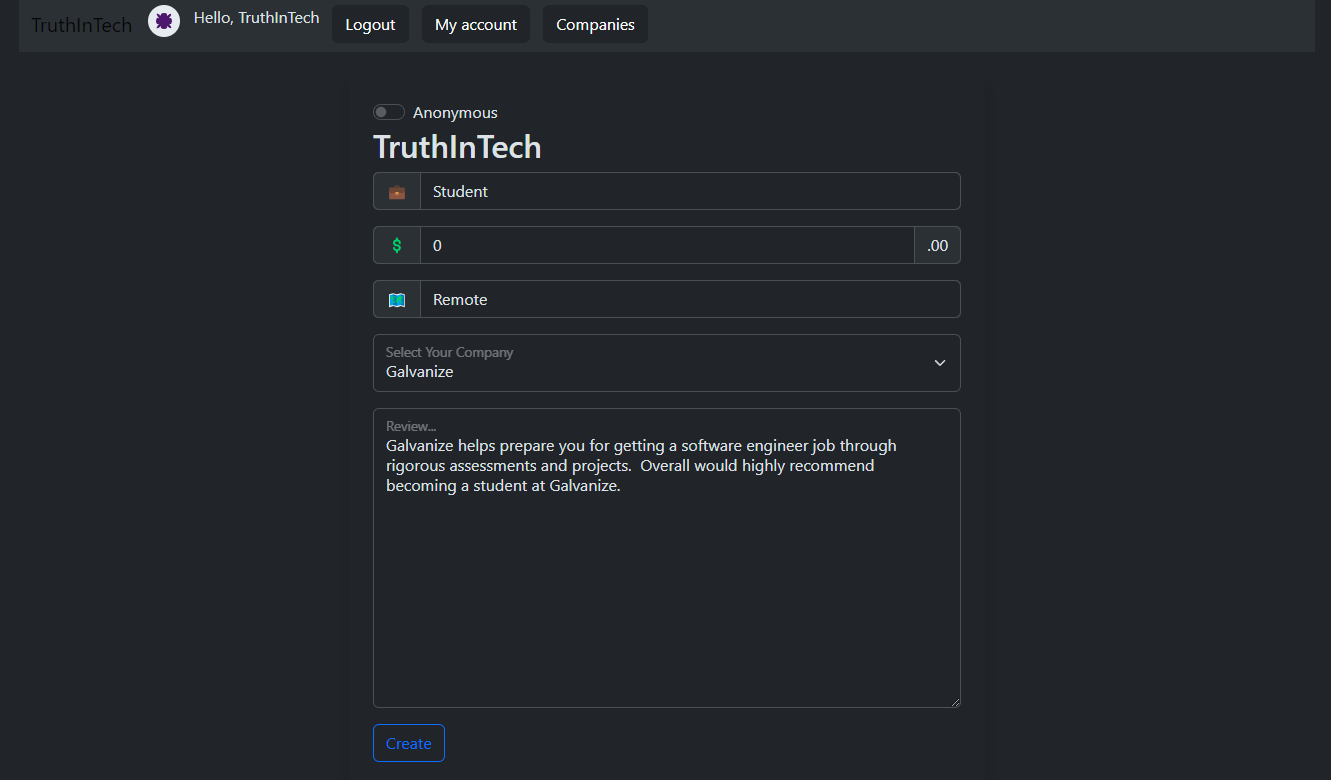 TruthInTech Hello, TruthInTech Logout My account Companies
Anonymous
TruthInTech
Student
$ 0 .00
Remote
Select Your Company
Galvanize
Review...
Galvanize helps prepare you for getting a software engineer job through
rigorous assessments and projects.  Overall would highly recommend
becoming a student at Galvanize.
Create